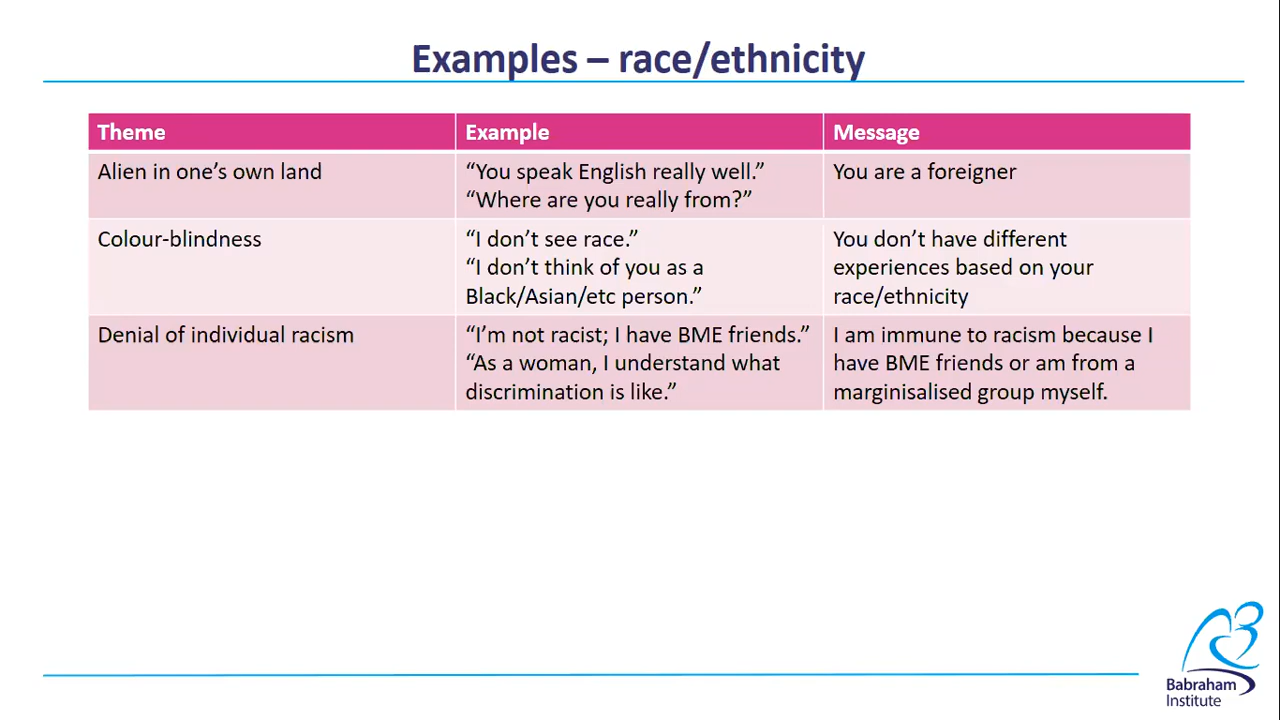 Examples – race/ethnicity
Theme
Example
Message
Alien in one’s own land
“You speak English really well.”
“Where are you really from?”
You are a foreigner
Colour-blindness
“I don’t see race.”
“I don’t think of you as a
Black/Asian/etc person.”
You don’t have different
experiences based on your
race/ethnicity
Denial of individual racism
“I’m not racist; I have BME friends.”
“As a woman, I understand what
discrimination is like.”
I am immune to racism because I
have BME friends or am from a
marginisalised group myself.
Babraham
Institute